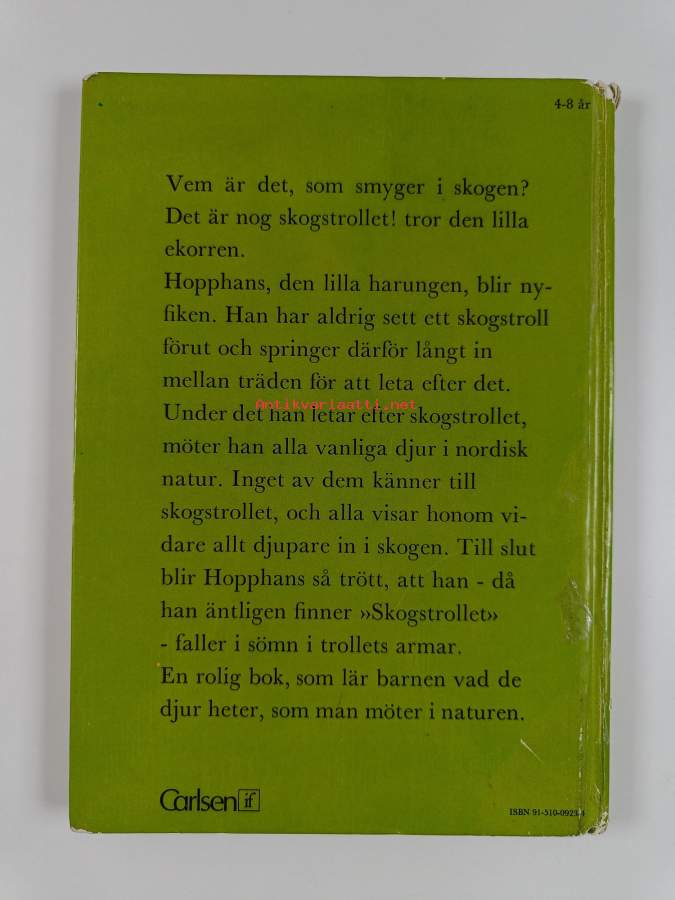 4-8 år
Vem är det, som smyger i skogen?
Det är nog skogstrollet! tror den lilla
ekorren.
Hopphans, den lilla harungen, blir ny-
fiken. Han har aldrig sett ett skogstroll
förut och springer därför långt in
mellan träden för att leta efter det.
Antikvariaatti.net
Under det han letar efter skogstrollet,
möter han alla vanliga djur i nordisk
natur. Inget av dem känner till
skogstrollet, och alla visar honom vi-
dare allt djupare in i skogen. Till slut
blir Hopphans så trött, att han - då
han äntligen finner »Skogstrollet»
- faller i sömn i trollets armar.
En rolig bok, som lär barnen vad de
djur heter, som man möter i naturen.
Carlsen if
ISBN 91-510-0923-4